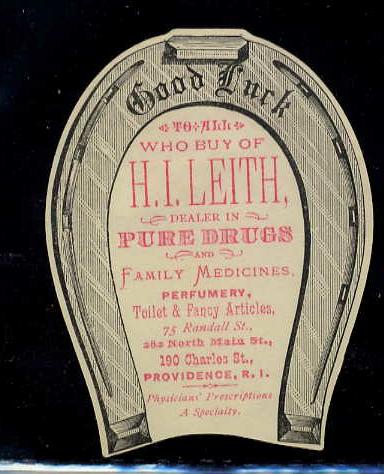 Good Luck
TO ALL
WHO BUY OF
H. I. LEITH,
DEALER IN
PURE DRUGS
AND
FAMILY MEDICINES,
PERFUMERY,
Toilet & Fancy Articles,
75 Randall St.,
282 North Main St.,
190 Charles St.,
PROVIDENCE, R. I.
Physicians' Prescriptions
A Specialty.